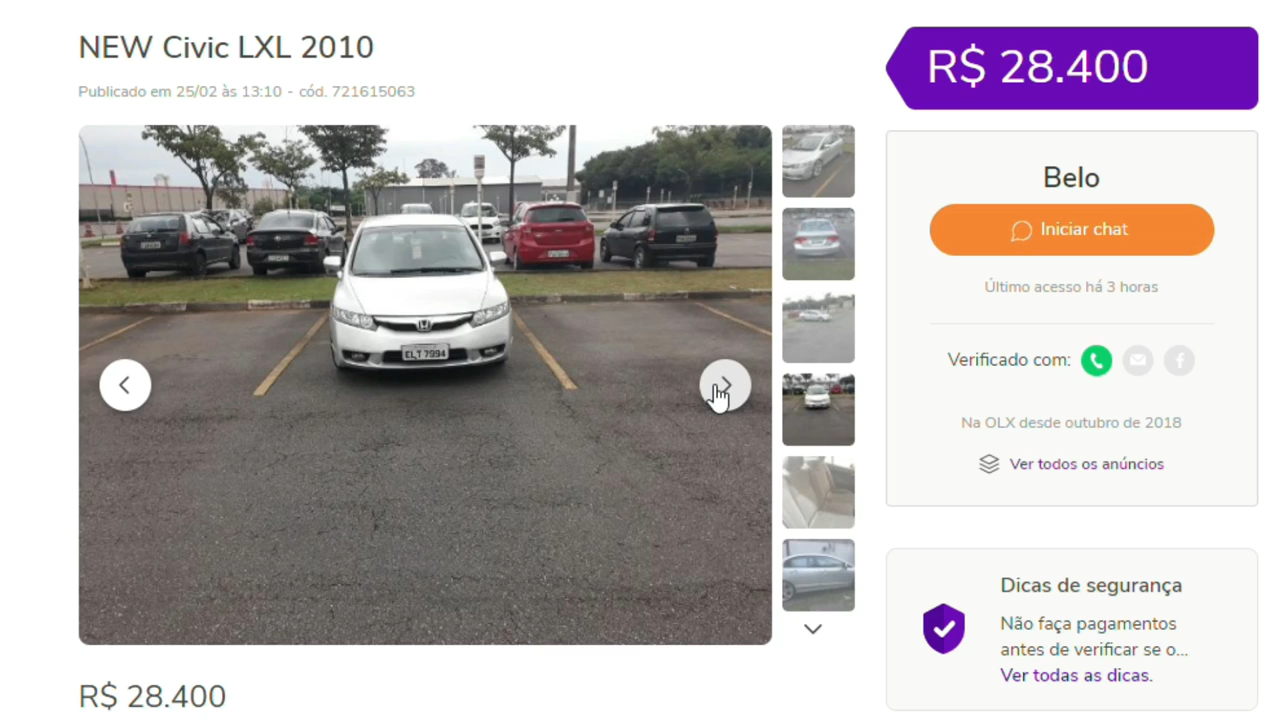 NEW Civic LXL 2010
Publicado em 25/02 às 13:10 - cód. 721615063
R$ 28.400
ELT 7994
R$ 28.400
Belo
Iniciar chat
Último acesso há 3 horas
Verificado com:
Na OLX desde outubro de 2018
Ver todos os anúncios
Dicas de segurança
Não faça pagamentos
antes de verificar se o...
Ver todas as dicas.